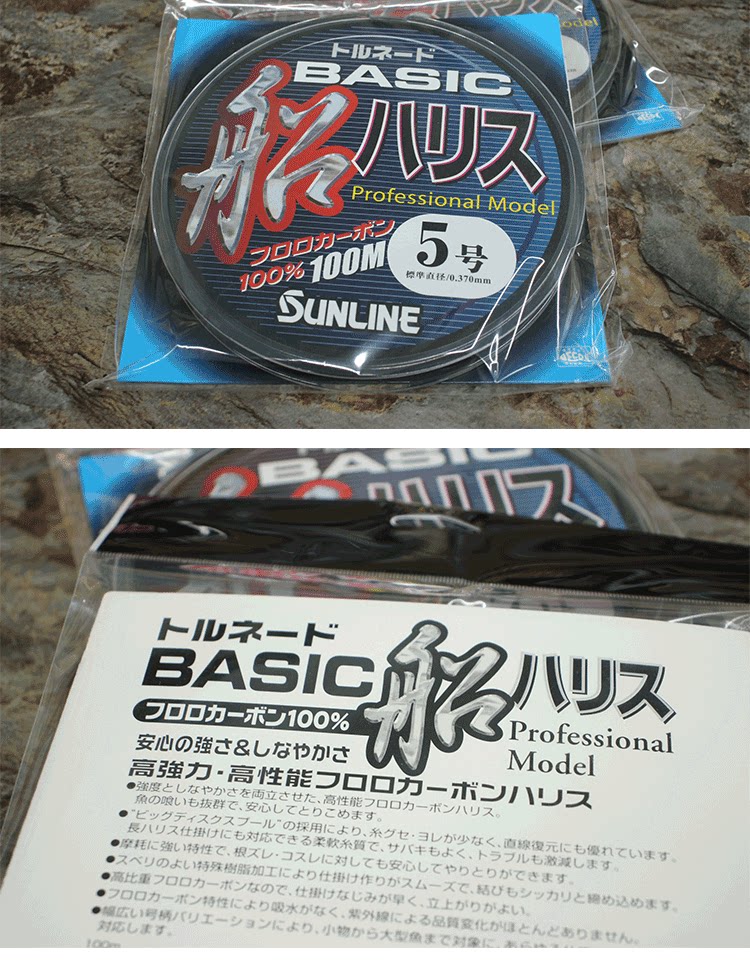 Professional Model
トルネード
BASIC
船ハリス
Professional Model
フロロカーボン
100% 100M
5号
標準直径/0.370mm
SUNLINE
BASIC
ハリス
トルネード
BASIC 船ハリス
フロロカーボン100%
Professional
Model
安心の強さ&しなやかさ
高強力・高性能フロロカーボンハリス
●強度としなやかさを両立させた、高性能フロロカーボンハリス。
魚の喰いも抜群で、安心してとりこめます。
●"ビッグディスクスプール"の採用により、糸グセ・ヨレが少なく、直線復元にも優れています。
長ハリス仕掛けにも対応できる柔軟糸質で、サバキもよく、トラブルも激減します。
●摩耗に強い特性で、根ズレ・コスレに対しても安心してやりとりができます。
●スベリのよい特殊樹脂加工により仕掛け作りがスムーズで、結びもシッカリと締め込めます。
●高比重フロロカーボンなので、仕掛けなじみが早く、立上がりがよい。
●フロロカーボン特性により吸水がなく、紫外線による品質変化がほとんどありません。
●幅広い号柄バリエーションにより、小物から大型魚まで対象に、あらゆる
対応します。
100m